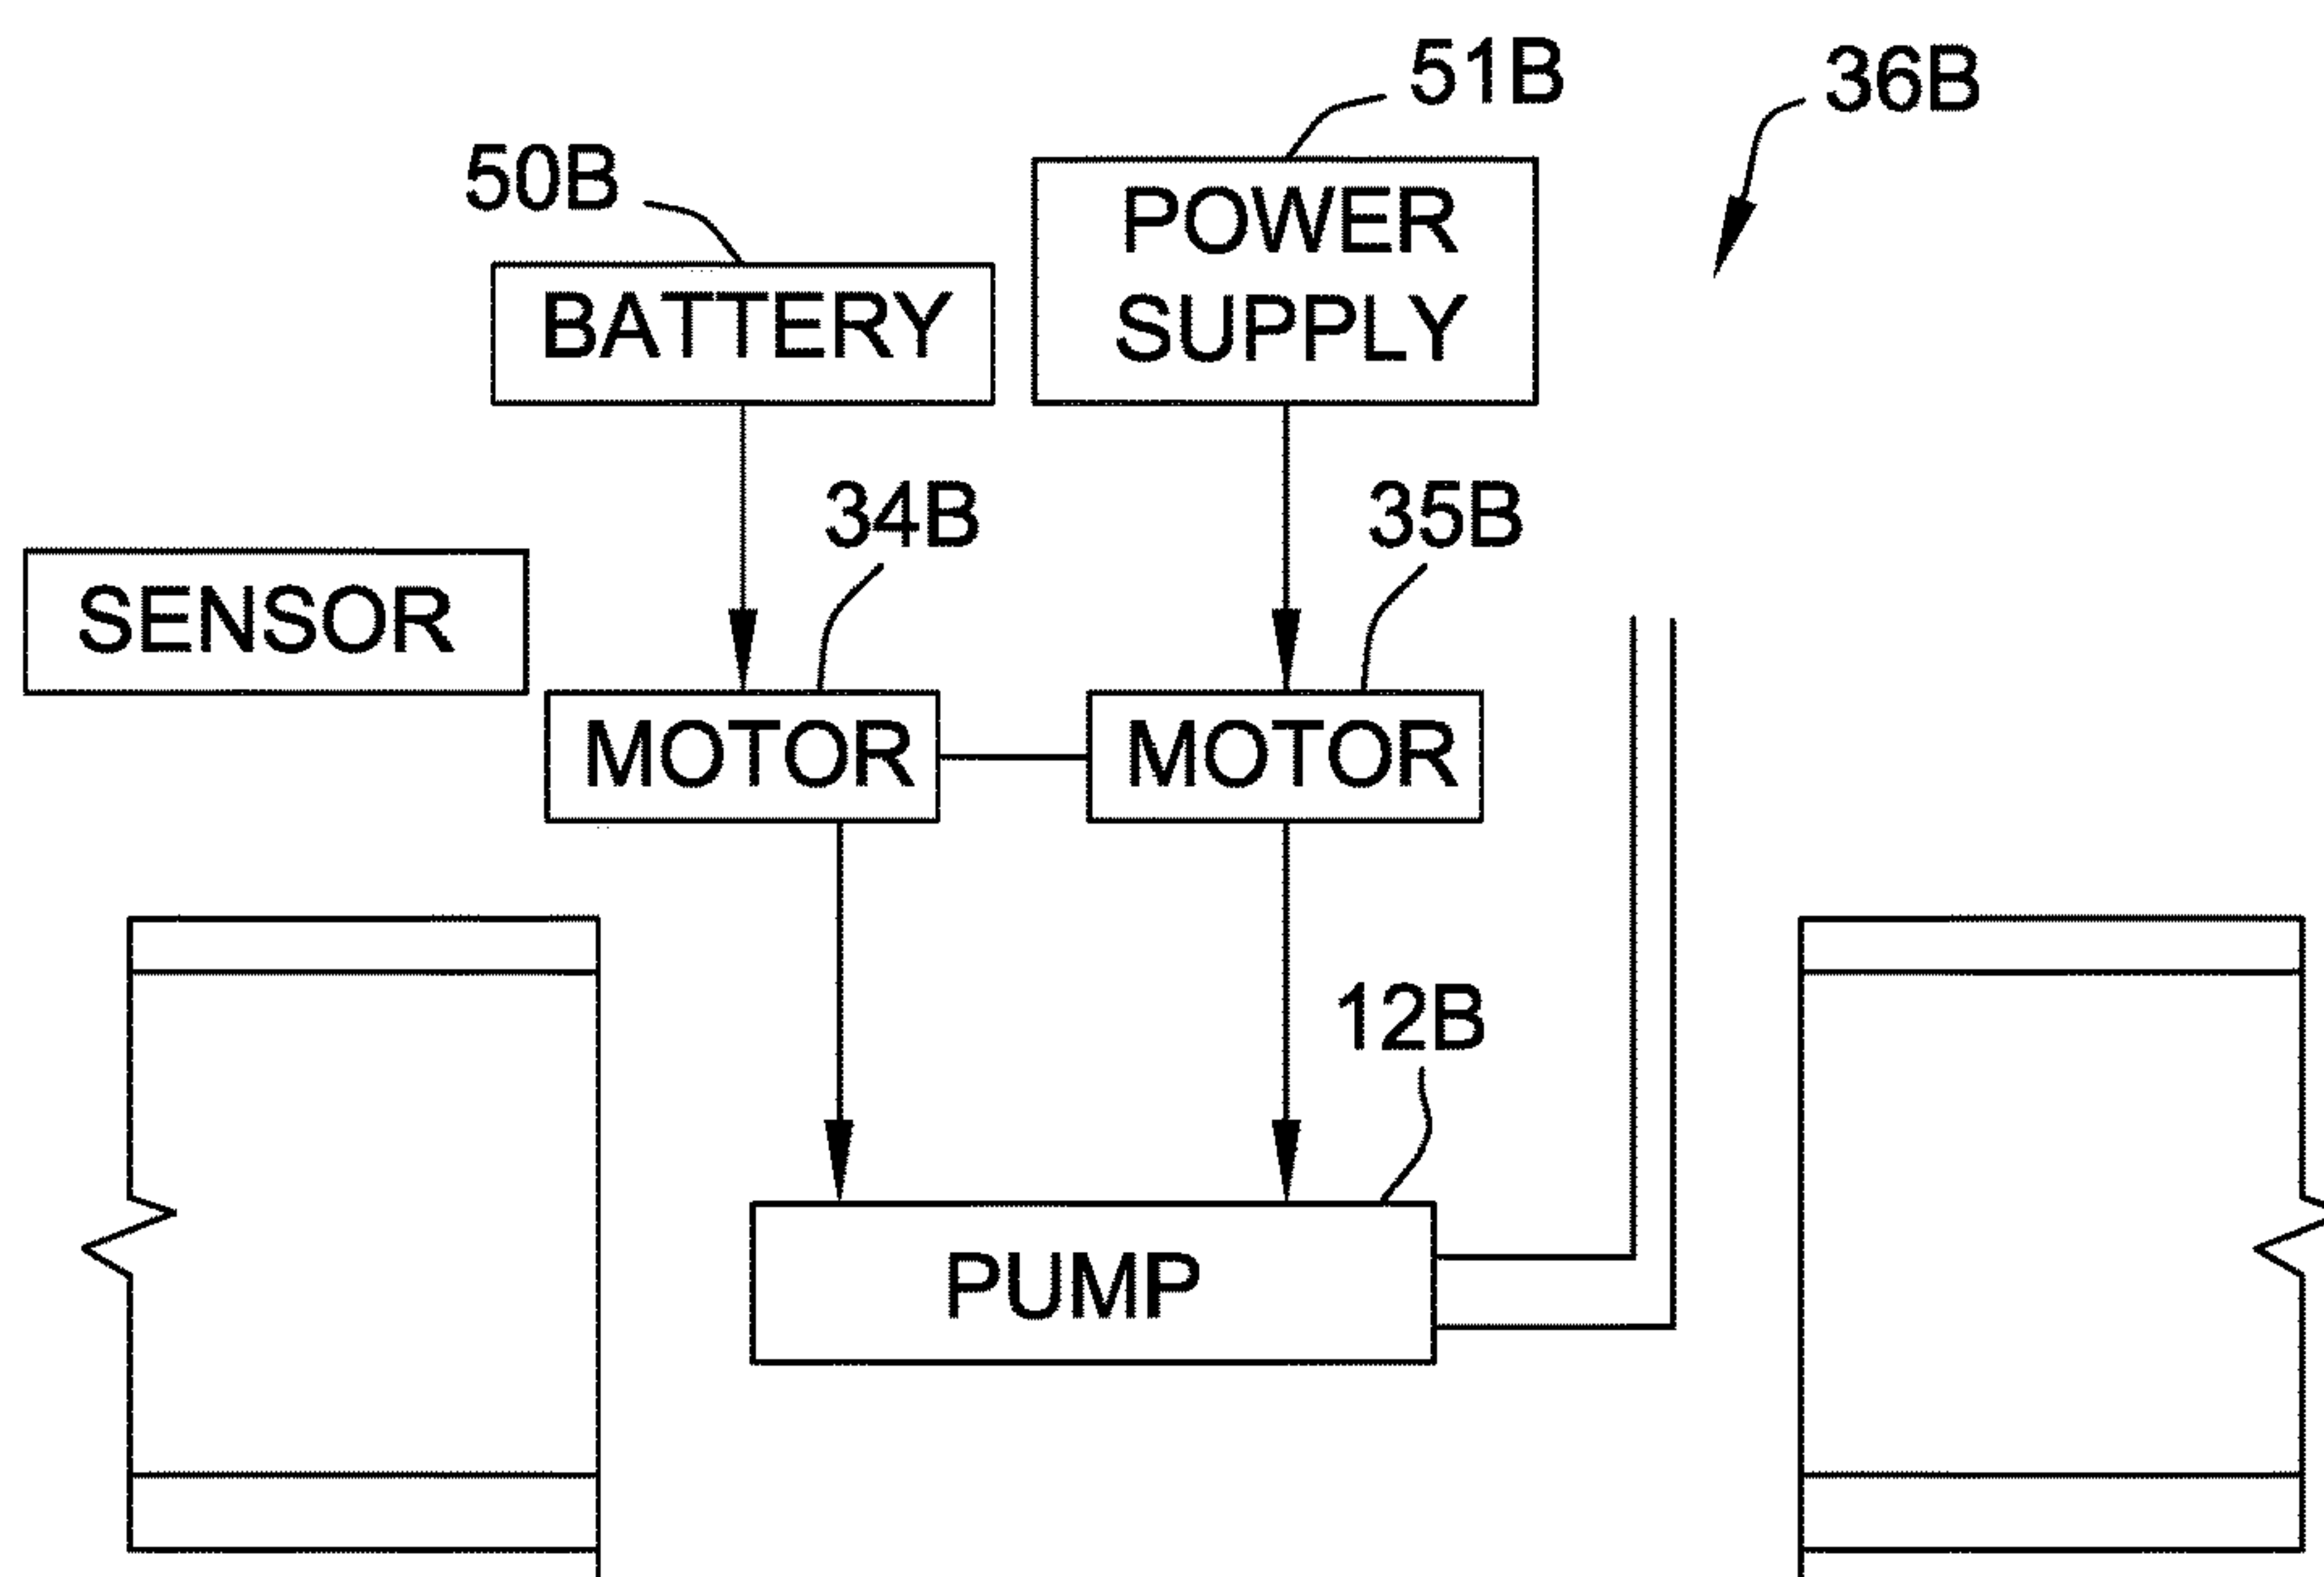 51B
36B
50B
POWER
SUPPLY
BATTERY
34B
35B
SENSOR
MOTOR
MOTOR
12B
PUMP